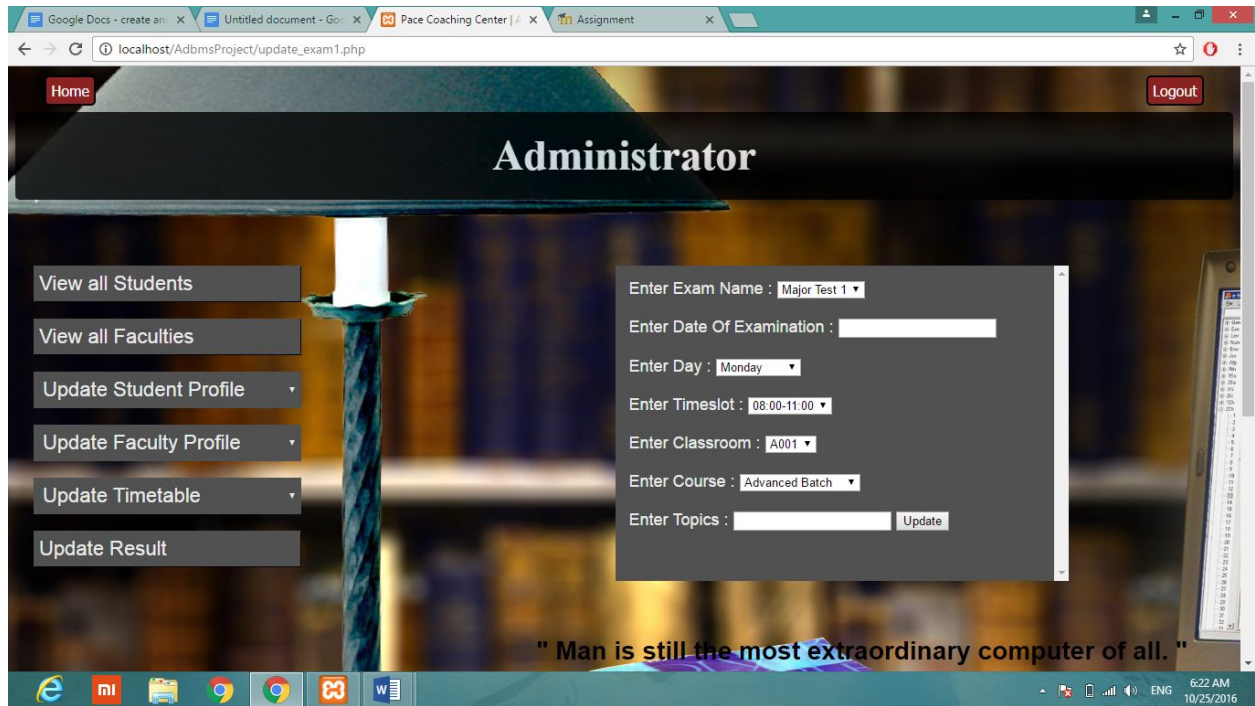 Google Docs - create an
Untitled document - Goo
Pace Coaching Center | A
Assignment
localhost/AdbmsProject/update_exam1.php
Home
Logout
Administrator
View all Students
View all Faculties
Update Student Profile
Update Faculty Profile
Update Timetable
Update Result
Enter Exam Name : Major Test 1
Enter Date Of Examination :
Enter Day : Monday
Enter Timeslot : 08:00-11:00
Enter Classroom : A001
Enter Course : Advanced Batch
Enter Topics : Update
" Man is still the most extraordinary computer of all. "
ENG
6:22 AM
10/25/2016